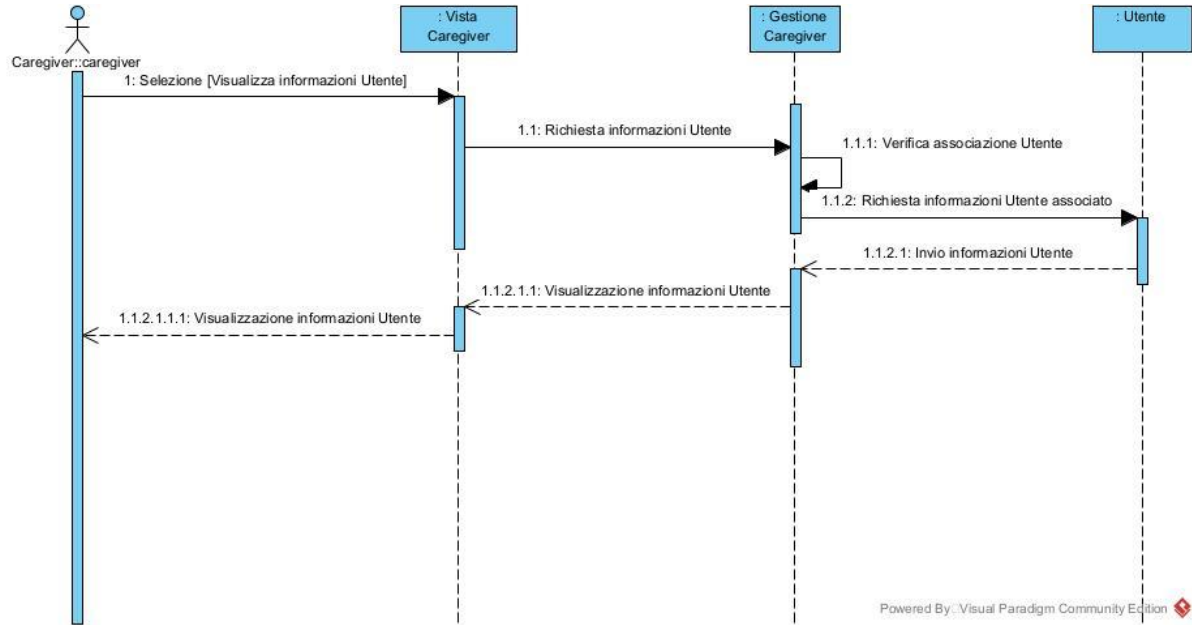 : Vista
Caregiver
: Gestione
Caregiver
: Utente
Caregiver::caregiver
1: Selezione [Visualizza informazioni Utente]
1.1: Richiesta informazioni Utente
1.1.1: Verifica associazione Utente
1.1.2: Richiesta informazioni Utente associato
1.1.2.1: Invio informazioni Utente
1.1.2.1.1: Visualizzazione informazioni Utente
1.1.2.1.1.1: Visualizzazione informazioni Utente
Powered By Visual Paradigm Community Edition